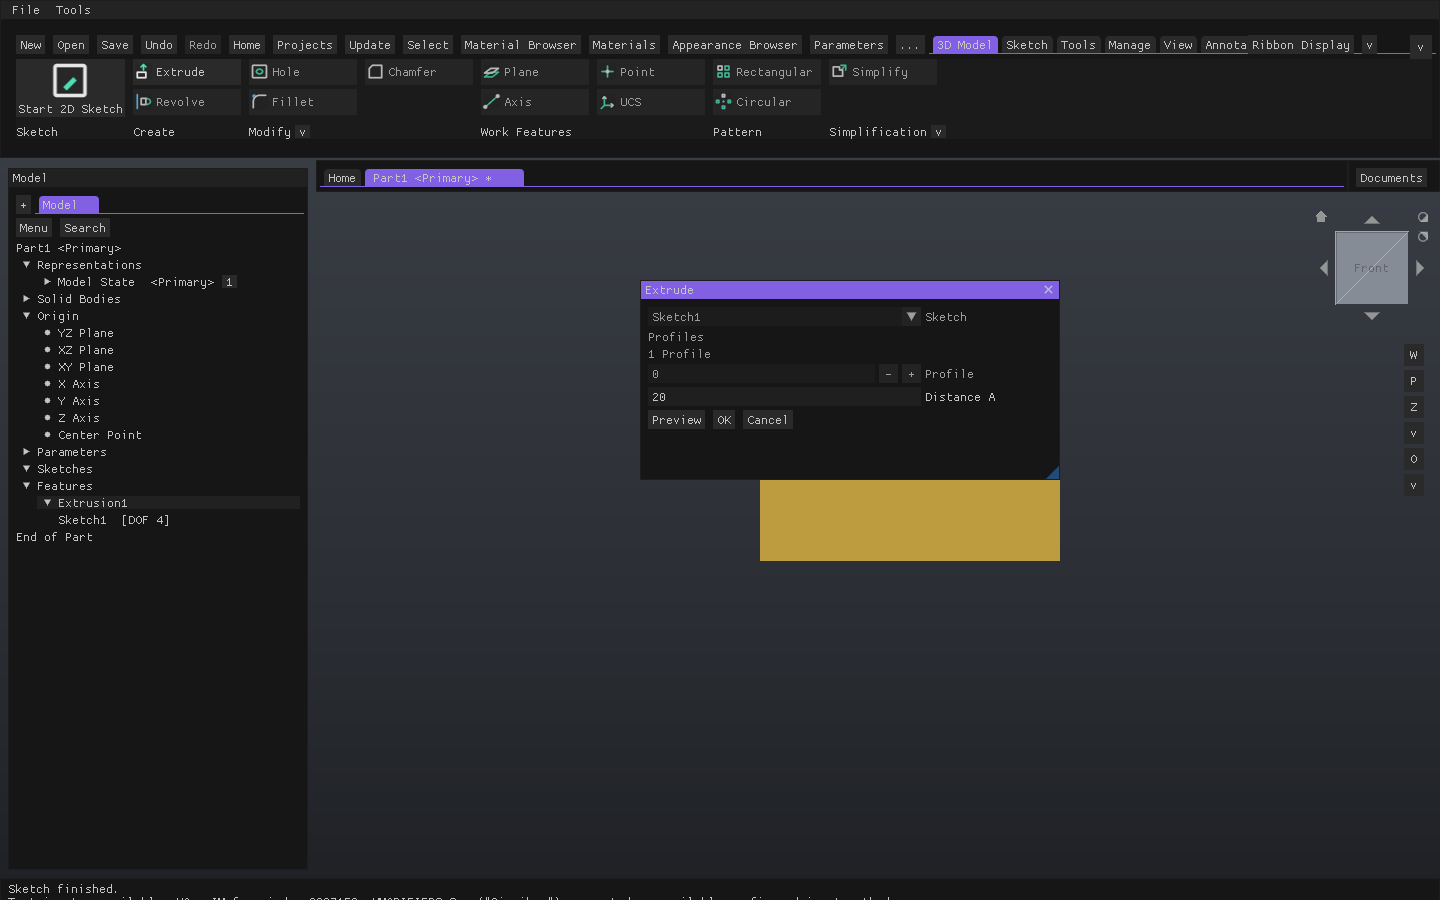 File Tools
New Open Save Undo Redo Home Projects Update Select Material Browser Materials Appearance Browser Parameters ... 3D Model Sketch Tools Manage View Annota Ribbon Display v v
Extrude Hole Chamfer Plane Point Rectangular Simplify
Start 2D Sketch Revolve Fillet Axis UCS Circular
Sketch Create Modify v Work Features Pattern Simplification v
Model
Home Part1 <Primary> * Documents
+ Model
Menu Search
Part1 <Primary>
Representations
Model State <Primary> 1
Solid Bodies
Origin
YZ Plane
XZ Plane
XY Plane
X Axis
Y Axis
Z Axis
Center Point
Parameters
Sketches
Features
Extrusion1
Sketch1 [DOF 4]
End of Part
Extrude
Sketch1 Sketch
Profiles
1 Profile
0 - + Profile
20 Distance A
Preview OK Cancel
Front
W
P
Z
v
O
v
Sketch finished.